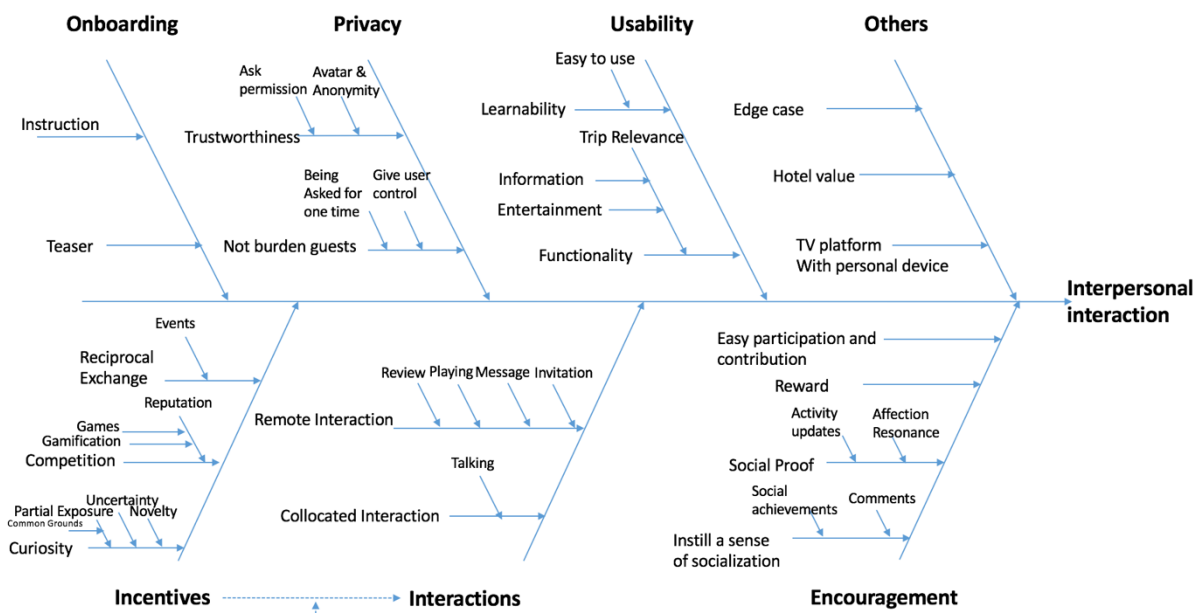 Onboarding
Privacy
Usability
Others
Instruction
Teaser
Ask
permission
Avatar &
Anonymity
Trustworthiness
Being
Asked for
one time
Give user
control
Not burden guests
Easy to use
Learnability
Trip Relevance
Information
Entertainment
Functionality
Edge case
Hotel value
TV platform
With personal device
Interpersonal
interaction
Events
Reciprocal
Exchange
Reputation
Games
Gamification
Competition
Uncertainty
Partial Exposure
Novelty
Common Grounds
Curiosity
Review
Playing
Message
Invitation
Remote Interaction
Talking
Collocated Interaction
Easy participation and
contribution
Reward
Activity
updates
Affection
Resonance
Social Proof
Social
achievements
Comments
Instill a sense
of socialization
Incentives
Interactions
Encouragement